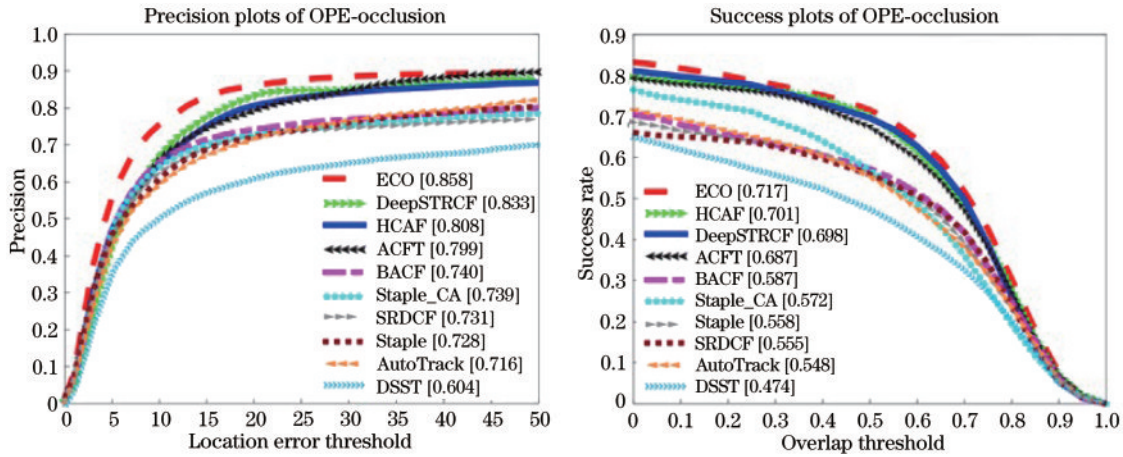 Precision plots of OPE-occlusion
1.0
0.9
0.8
0.7
0.6
0.5
0.4
0.3
0.2
0.1
0
Precision
ECO [0.858]
DeepSTRCF [0.833]
HCAF [0.808]
ACFT [0.799]
BACF [0.740]
Staple_CA [0.739]
SRDCF [0.731]
Staple [0.728]
AutoTrack [0.716]
DSST [0.604]
0 5 10 15 20 25 30 35 40 45 50
Location error threshold
Success plots of OPE-occlusion
0.9
0.8
0.7
0.6
0.5
0.4
0.3
0.2
0.1
0
Success rate
ECO [0.717]
HCAF [0.701]
DeepSTRCF [0.698]
ACFT [0.687]
BACF [0.587]
Staple_CA [0.572]
Staple [0.558]
SRDCF [0.555]
AutoTrack [0.548]
DSST [0.474]
0 0.1 0.2 0.3 0.4 0.5 0.6 0.7 0.8 0.9 1.0
Overlap threshold